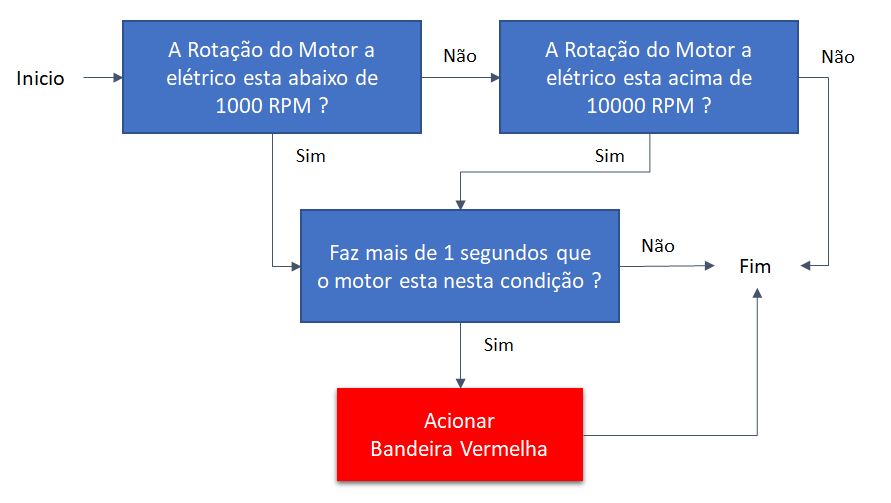 Inicio
A Rotação do Motor a
elétrico esta abaixo de
1000 RPM ?
Não
A Rotação do Motor a
elétrico esta acima de
10000 RPM ?
Não
Sim
Sim
Faz mais de 1 segundos que
o motor esta nesta condição ?
Não
Fim
Sim
Acionar
Bandeira Vermelha